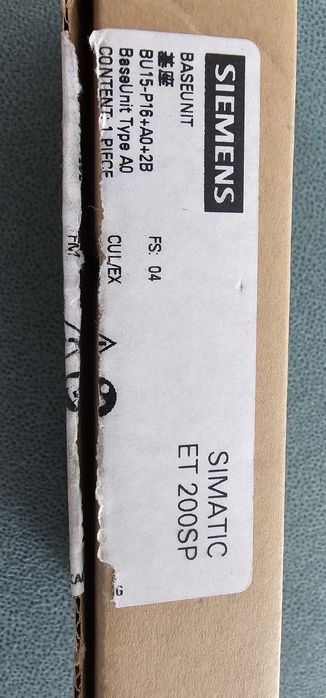 SIEMENS
SIMATIC
ET 200SP
BASEUNIT
基座
BU15-P16+A0+2B
BaseUnit Type A0
CONTENT: 1 PIECE
FS: 04
CUL/EX
FM